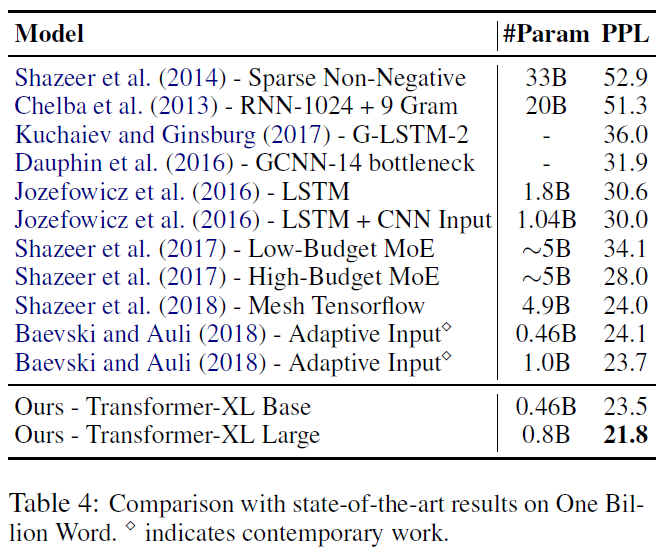 Model #Param PPL
Shazeer et al. (2014) - Sparse Non-Negative 33B 52.9
Chelba et al. (2013) - RNN-1024 + 9 Gram 20B 51.3
Kuchaiev and Ginsburg (2017) - G-LSTM-2 - 36.0
Dauphin et al. (2016) - GCNN-14 bottleneck - 31.9
Jozefowicz et al. (2016) - LSTM 1.8B 30.6
Jozefowicz et al. (2016) - LSTM + CNN Input 1.04B 30.0
Shazeer et al. (2017) - Low-Budget MoE ∼5B 34.1
Shazeer et al. (2017) - High-Budget MoE ∼5B 28.0
Shazeer et al. (2018) - Mesh Tensorflow 4.9B 24.0
Baevski and Auli (2018) - Adaptive Input⋄ 0.46B 24.1
Baevski and Auli (2018) - Adaptive Input⋄ 1.0B 23.7
Ours - Transformer-XL Base 0.46B 23.5
Ours - Transformer-XL Large 0.8B 21.8
Table 4: Comparison with state-of-the-art results on One Bil-
lion Word. ⋄ indicates contemporary work.